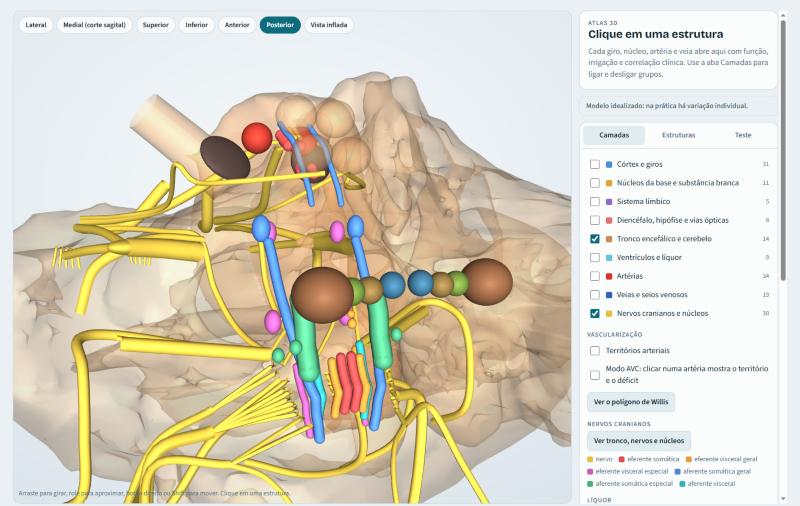 Lateral
Medial (corte sagital)
Superior
Inferior
Anterior
Posterior
Vista inflada
Arraste para girar, role para aproximar, botão direito ou Shift para mover. Clique em uma estrutura.
ATLAS 3D
Clique em uma estrutura
Cada giro, núcleo, artéria e veia abre aqui com função,
irrigação e correlação clínica. Use a aba Camadas para
ligar e desligar grupos.
Modelo idealizado: na prática há variação individual.
Camadas
Estruturas
Teste
Córtex e giros 31
Núcleos da base e substância branca 11
Sistema límbico 5
Diencéfalo, hipófise e vias ópticas 8
Tronco encefálico e cerebelo 14
Ventrículos e líquor 9
Artérias 34
Veias e seios venosos 19
Nervos cranianos e núcleos 30
VASCULARIZAÇÃO
Territórios arteriais
Modo AVC: clicar numa artéria mostra o território
e o déficit
Ver o polígono de Willis
NERVOS CRANIANOS
Ver tronco, nervos e núcleos
nervo
eferente somática
eferente visceral geral
eferente visceral especial
aferente somática geral
aferente somática especial
aferente visceral
LÍQUOR